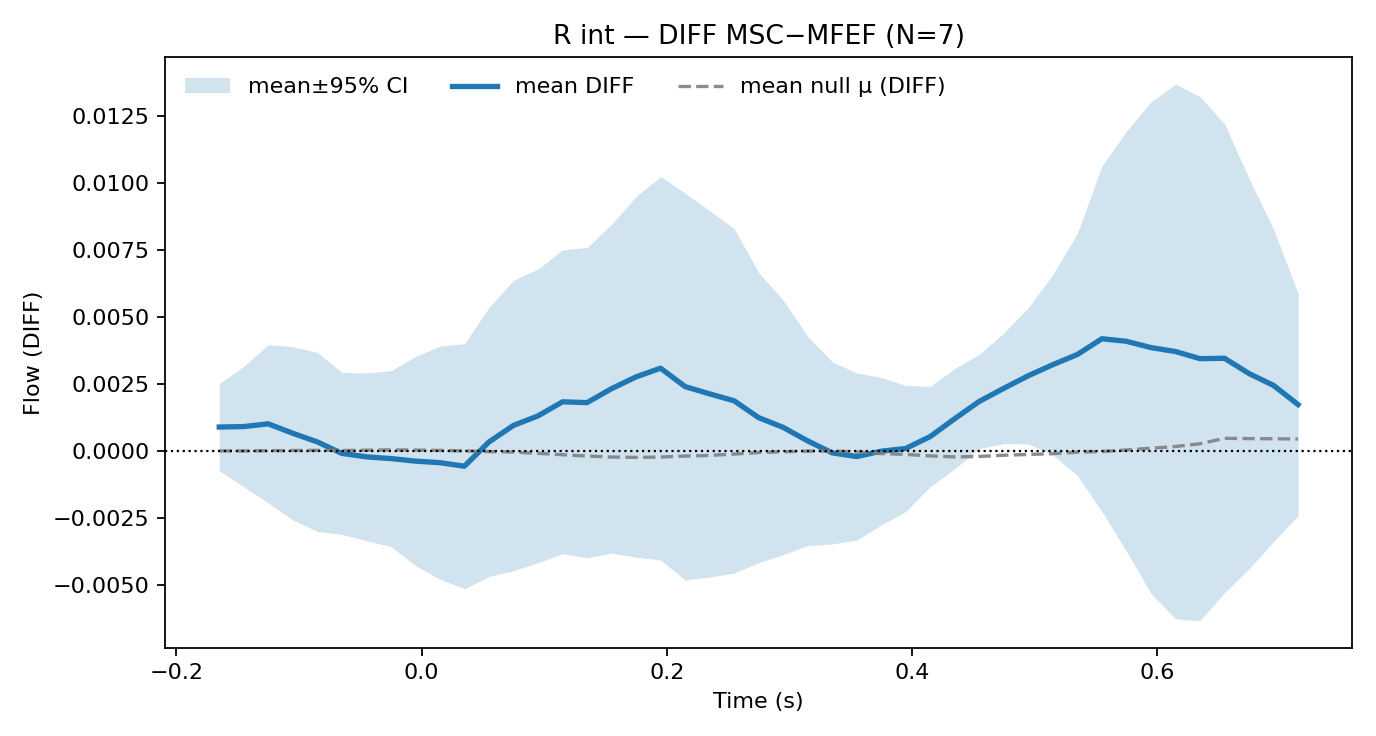 R int — DIFF MSC−MFEF (N=7)
mean±95% CI
mean DIFF
mean null μ (DIFF)
0.0125
0.0100
0.0075
0.0050
0.0025
0.0000
−0.0025
−0.0050
Flow (DIFF)
−0.2
0.0
0.2
0.4
0.6
Time (s)